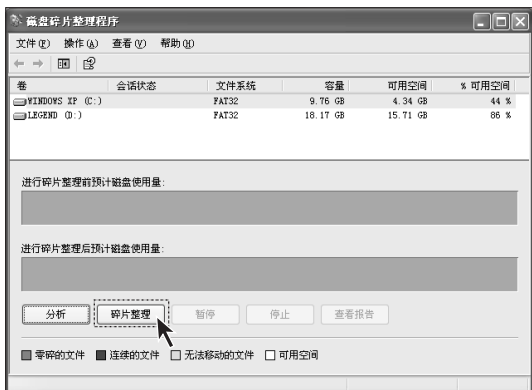 磁盘碎片整理程序
文件(F) 操作(A) 查看(V) 帮助(H)
卷 会话状态 文件系统 容量 可用空间 % 可用空间
WINDOWS XP (C:) FAT32 9.76 GB 4.34 GB 44 %
LEGEND (D:) FAT32 18.17 GB 15.71 GB 86 %
进行碎片整理前预计磁盘使用量:
进行碎片整理后预计磁盘使用量:
分析 碎片整理 暂停 停止 查看报告
零碎的文件 连续的文件 无法移动的文件 可用空间